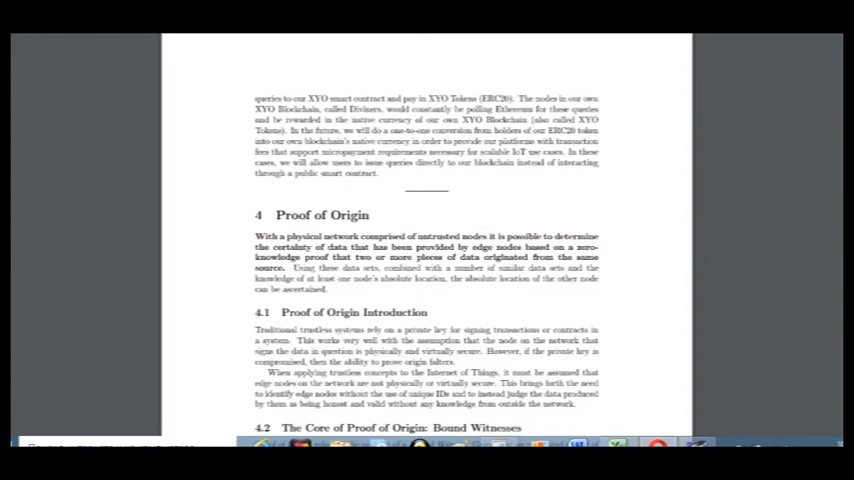 queries to our XYO smart contract and pay in XYO Tokens (ERC20). The nodes in our own
XYO Blockchain, called Diviners, would constantly be polling Ethereum for these queries
and be rewarded in the native currency of our own XYO Blockchain (also called XYO
Tokens). In the future, we will do a one-to-one conversion from holders of our ERC20 token
into our own blockchain's native currency in order to provide our platforms with transaction
fees that support micropayment requirements necessary for scalable IoT use cases. In these
cases, we will allow users to issue queries directly to our blockchain instead of interacting
through a public smart contract.
4 Proof of Origin
With a physical network comprised of untrusted nodes it is possible to determine
the certainty of data that has been provided by edge nodes based on a zero-
knowledge proof that two or more pieces of data originated from the same
source. Using these data sets, combined with a number of similar data sets and the
knowledge of at least one node's absolute location, the absolute location of the other node
can be ascertained.
4.1 Proof of Origin Introduction
Traditional trustless systems rely on a private key for signing transactions or contracts in
a system. This works very well with the assumption that the node on the network that
signs the data in question is physically and virtually secure. However, if the private key is
compromised, then the ability to prove origin falters.
When applying trustless concepts to the Internet of Things, it must be assumed that
edge nodes on the network are not physically or virtually secure. This brings forth the need
to identify edge nodes without the use of unique IDs and to instead judge the data produced
by them as being honest and valid without any knowledge from outside the network.
4.2 The Core of Proof of Origin: Bound Witnesses